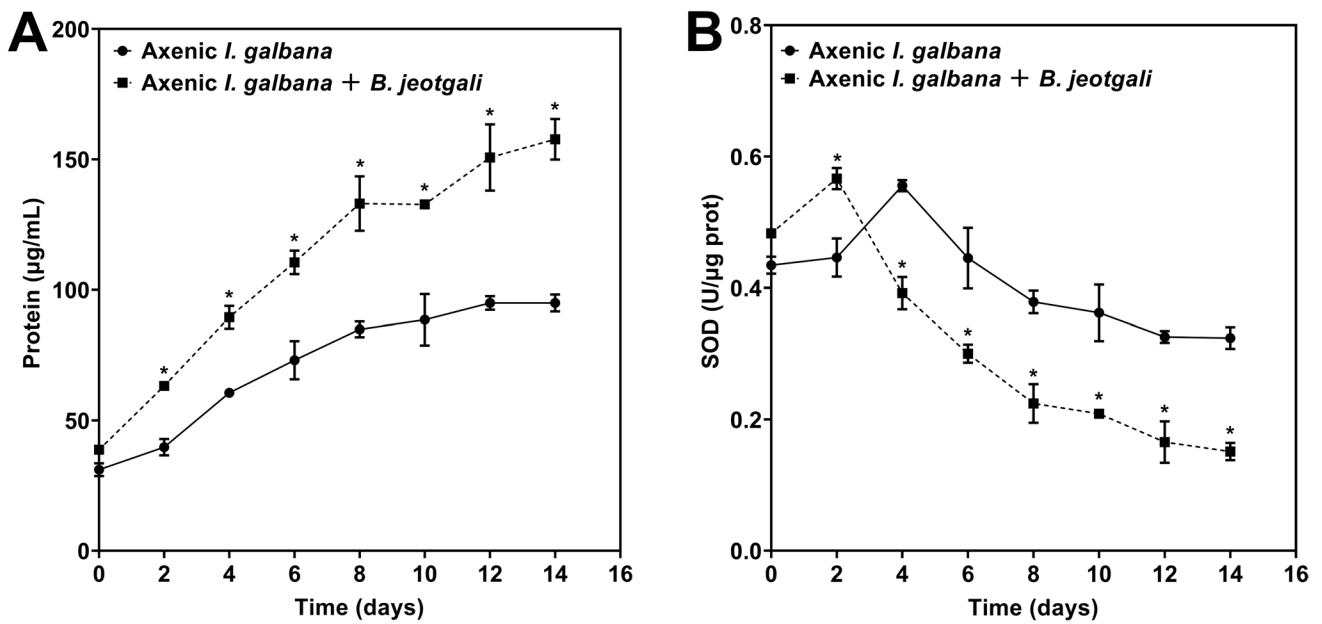 A
Protein (µg/mL)
200
150
100
50
0
Axenic I. galbana
Axenic I. galbana + B. jeotgali
*
*
*
*
*
*
*
0 2 4 6 8 10 12 14 16
Time (days)
B
SOD (U/µg prot)
0.8
0.6
0.4
0.2
0.0
Axenic I. galbana
Axenic I. galbana + B. jeotgali
*
*
*
*
*
*
*
0 2 4 6 8 10 12 14 16
Time (days)